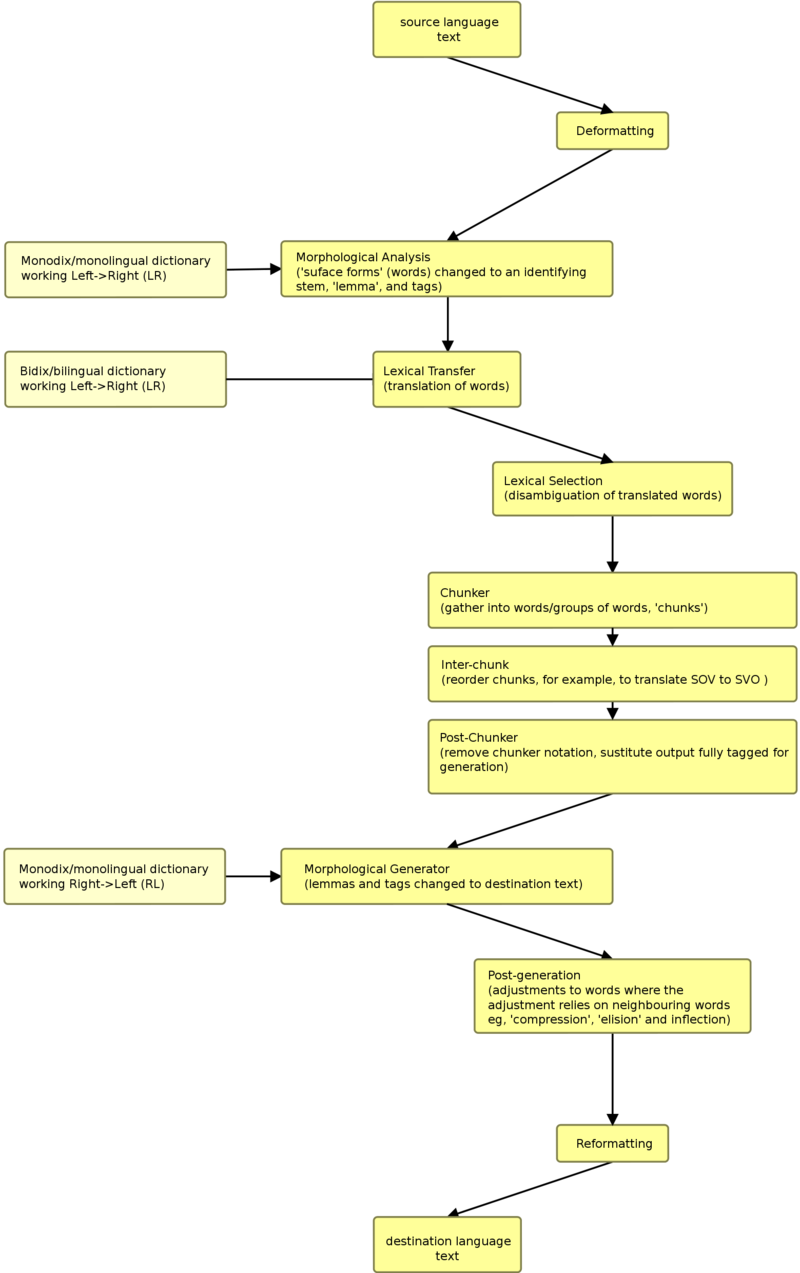 source language
text
Deformatting
Monodix/monolingual dictionary
working Left->Right (LR)
Morphological Analysis
('suface forms' (words) changed to an identifying
stem, 'lemma', and tags)
Bidix/bilingual dictionary
working Left->Right (LR)
Lexical Transfer
(translation of words)
Lexical Selection
(disambiguation of translated words)
Chunker
(gather into words/groups of words, 'chunks')
Inter-chunk
(reorder chunks, for example, to translate SOV to SVO )
Post-Chunker
(remove chunker notation, sustitute output fully tagged for
generation)
Monodix/monolingual dictionary
working Right->Left (RL)
Morphological Generator
(lemmas and tags changed to destination text)
Post-generation
(adjustments to words where the
adjustment relies on neighbouring words
eg, 'compression', 'elision' and inflection)
Reformatting
destination language
text